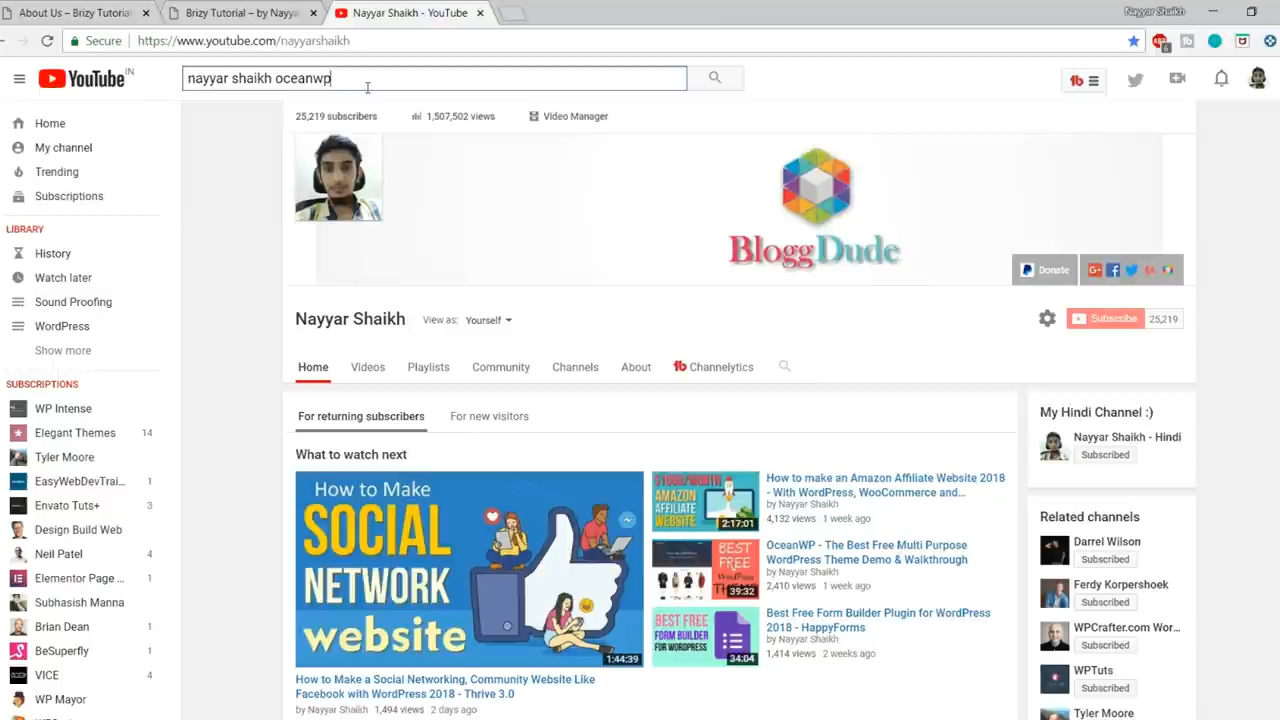 About Us – Brizy Tutorial
Brizy Tutorial – by Nayya
Nayyar Shaikh - YouTube
Nayyar Shaikh
Secure
https://www.youtube.com/nayyarshaikh
6
YouTube IN
nayyar shaikh oceanwp
Home
My channel
Trending
Subscriptions
LIBRARY
History
Watch later
Sound Proofing
WordPress
Show more
SUBSCRIPTIONS
WP Intense
Elegant Themes 14
Tyler Moore
EasyWebDevTrai... 1
Envato Tuts+ 3
Design Build Web
Neil Patel 4
Elementor Page ... 1
Subhasish Manna
Brian Dean 1
BeSuperfly 1
VICE 4
WP Mayor
25,219 subscribers
1,507,502 views
Video Manager
BloggDude
Donate
Nayyar Shaikh
View as: Yourself
Subscribe 25,219
Home
Videos
Playlists
Community
Channels
About
Channelytics
For returning subscribers
For new visitors
What to watch next
How to Make
SOCIAL
NETWORK
website
1:44:39
How to Make a Social Networking, Community Website Like
Facebook with WordPress 2018 - Thrive 3.0
by Nayyar Shaikh 1,494 views 2 days ago
AMAZON
AFFILIATE
WEBSITE
2:17:01
How to make an Amazon Affiliate Website 2018
- With WordPress, WooCommerce and...
by Nayyar Shaikh
4,132 views 1 week ago
BEST
FREE
39:32
OceanWP - The Best Free Multi Purpose
WordPress Theme Demo & Walkthrough
by Nayyar Shaikh
2,410 views 1 week ago
BEST FREE
FORM BUILDER
FOR WORDPRESS
34:04
Best Free Form Builder Plugin for WordPress
2018 - HappyForms
by Nayyar Shaikh
1,414 views 2 weeks ago
My Hindi Channel :)
Nayyar Shaikh - Hindi
Subscribed
Related channels
Darrel Wilson
Subscribed
Ferdy Korpershoek
Subscribed
WPCrafter.com Wor...
Subscribed
WPTuts
Subscribed
Tyler Moore